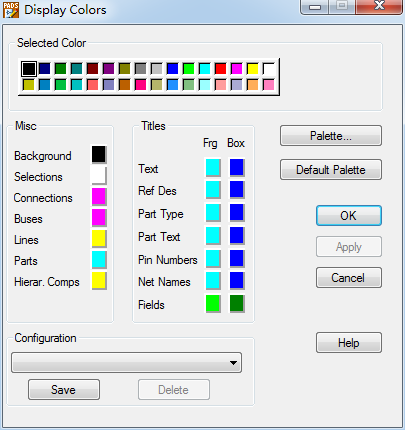 PADS
Display Colors
Selected Color
Misc
Background
Selections
Connections
Buses
Lines
Parts
Hierar. Comps
Titles
Frg Box
Text
Ref Des
Part Type
Part Text
Pin Numbers
Net Names
Fields
Palette...
Default Palette
OK
Apply
Cancel
Help
Configuration
Save
Delete